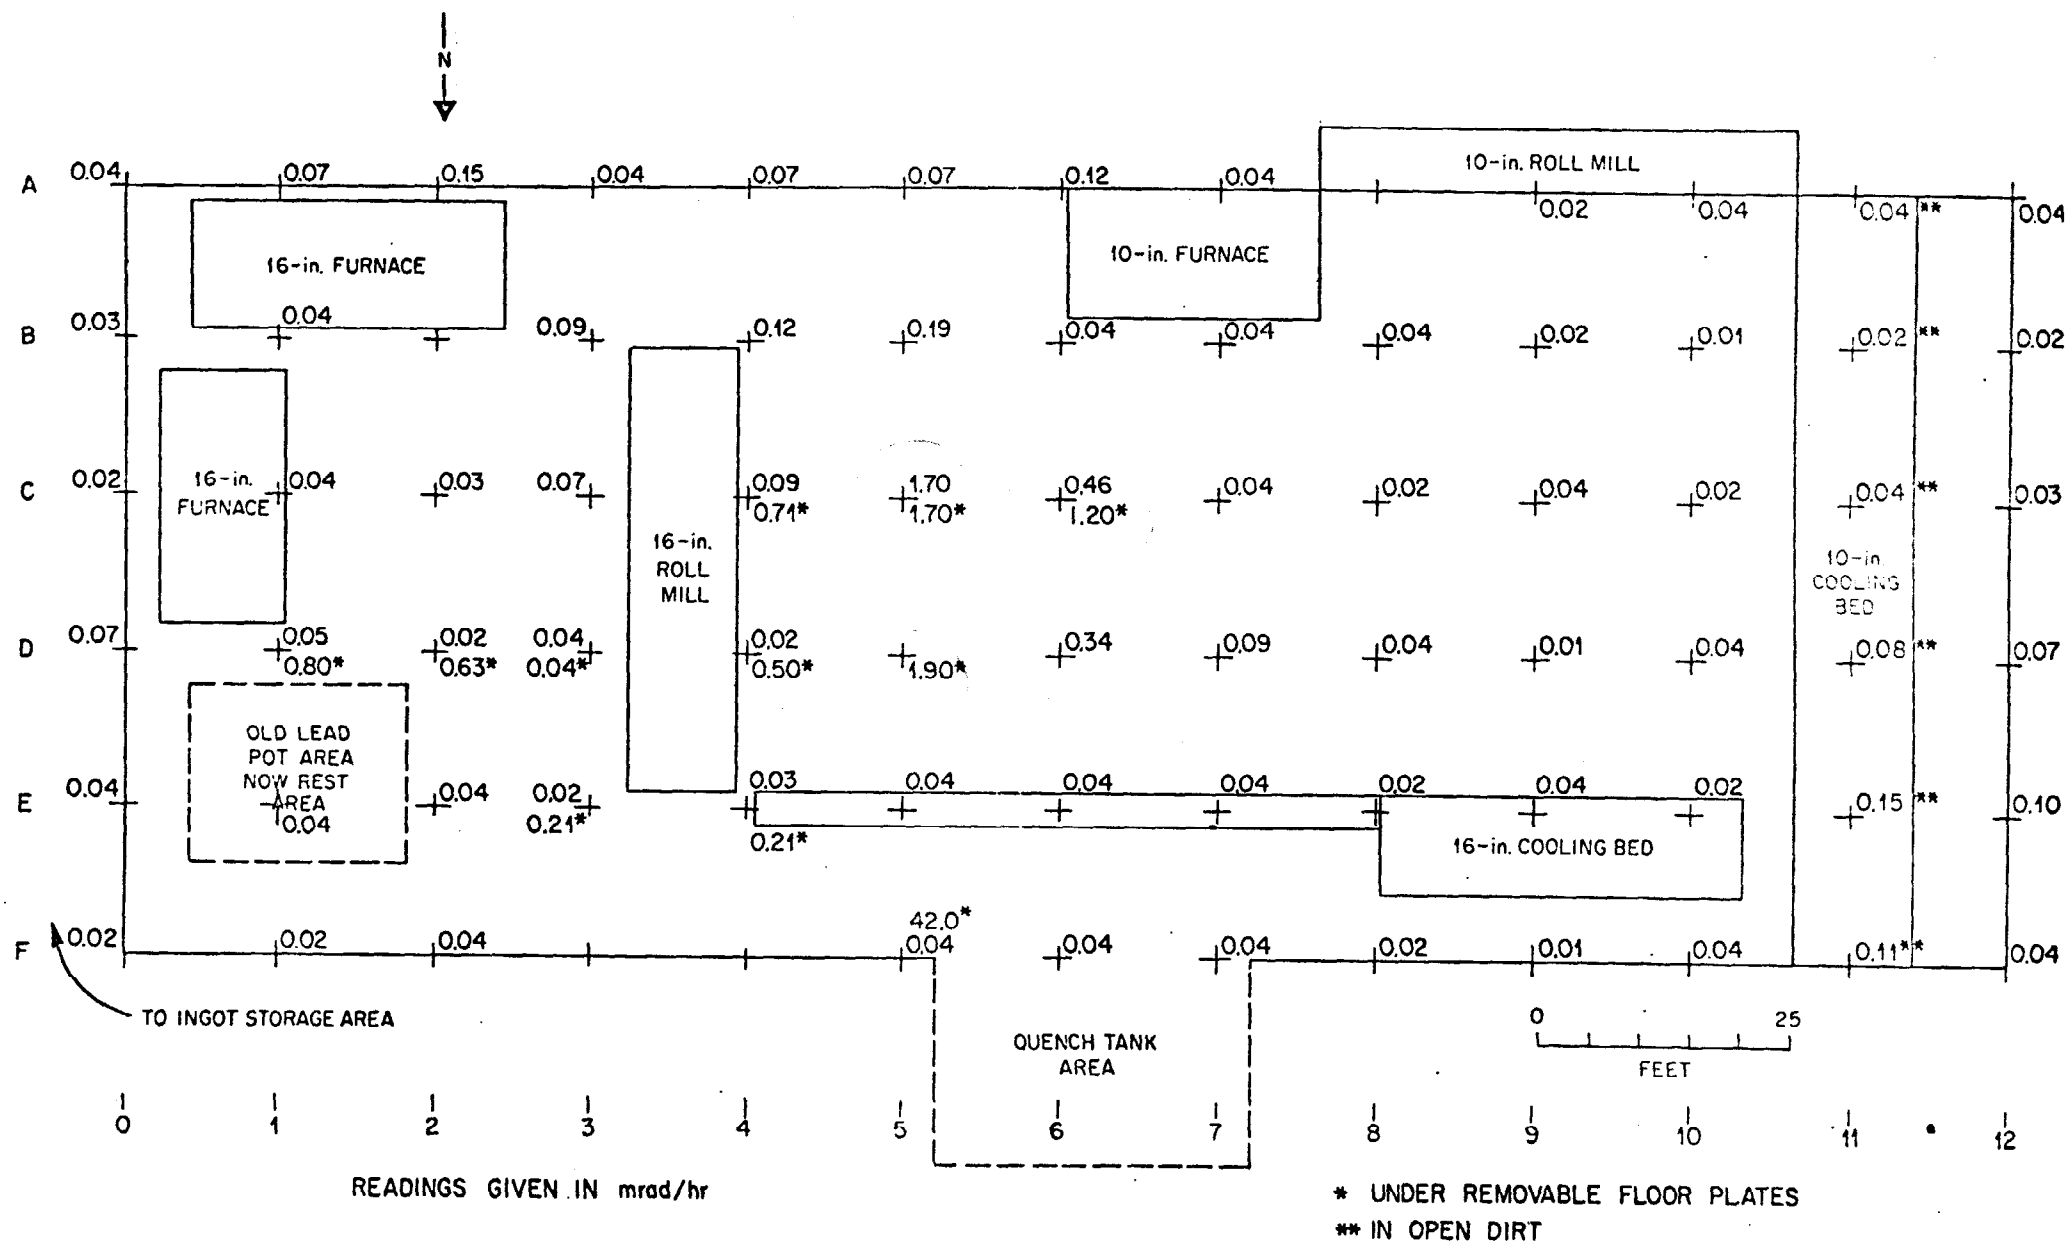 N
10-in. ROLL MILL
A 0.04 0.07 0.15 0.04 0.07 0.07 0.12 0.04
0.02 0.04 0.04** 0.04
16-in. FURNACE
10-in. FURNACE
B 0.03 0.04 0.09 0.12 0.19 0.04 0.04 0.04 0.02 0.01 0.02** 0.02
C 0.02 0.04 0.03 0.07 0.09 1.70 0.46 0.04 0.02 0.04 0.02 0.04** 0.03
0.71* 1.70* 1.20*
16-in.
FURNACE
16-in.
ROLL
MILL
10-in.
COOLING
BED
D 0.07 0.05 0.02 0.04 0.02 0.34 0.09 0.04 0.01 0.04 0.08** 0.07
0.80* 0.63* 0.04* 0.50* 1.90*
OLD LEAD
POT AREA
NOW REST
AREA
0.04
E 0.04 0.04 0.02 0.03 0.04 0.04 0.04 0.02 0.04 0.02 0.15** 0.10
0.21* 0.21*
16-in. COOLING BED
42.0*
F 0.02 0.02 0.04 0.04 0.04 0.04 0.02 0.01 0.04 0.11** 0.04
TO INGOT STORAGE AREA
QUENCH TANK
AREA
0 25
FEET
0 1 2 3 4 5 6 7 8 9 10 11 12
READINGS GIVEN IN mrad/hr
* UNDER REMOVABLE FLOOR PLATES
** IN OPEN DIRT